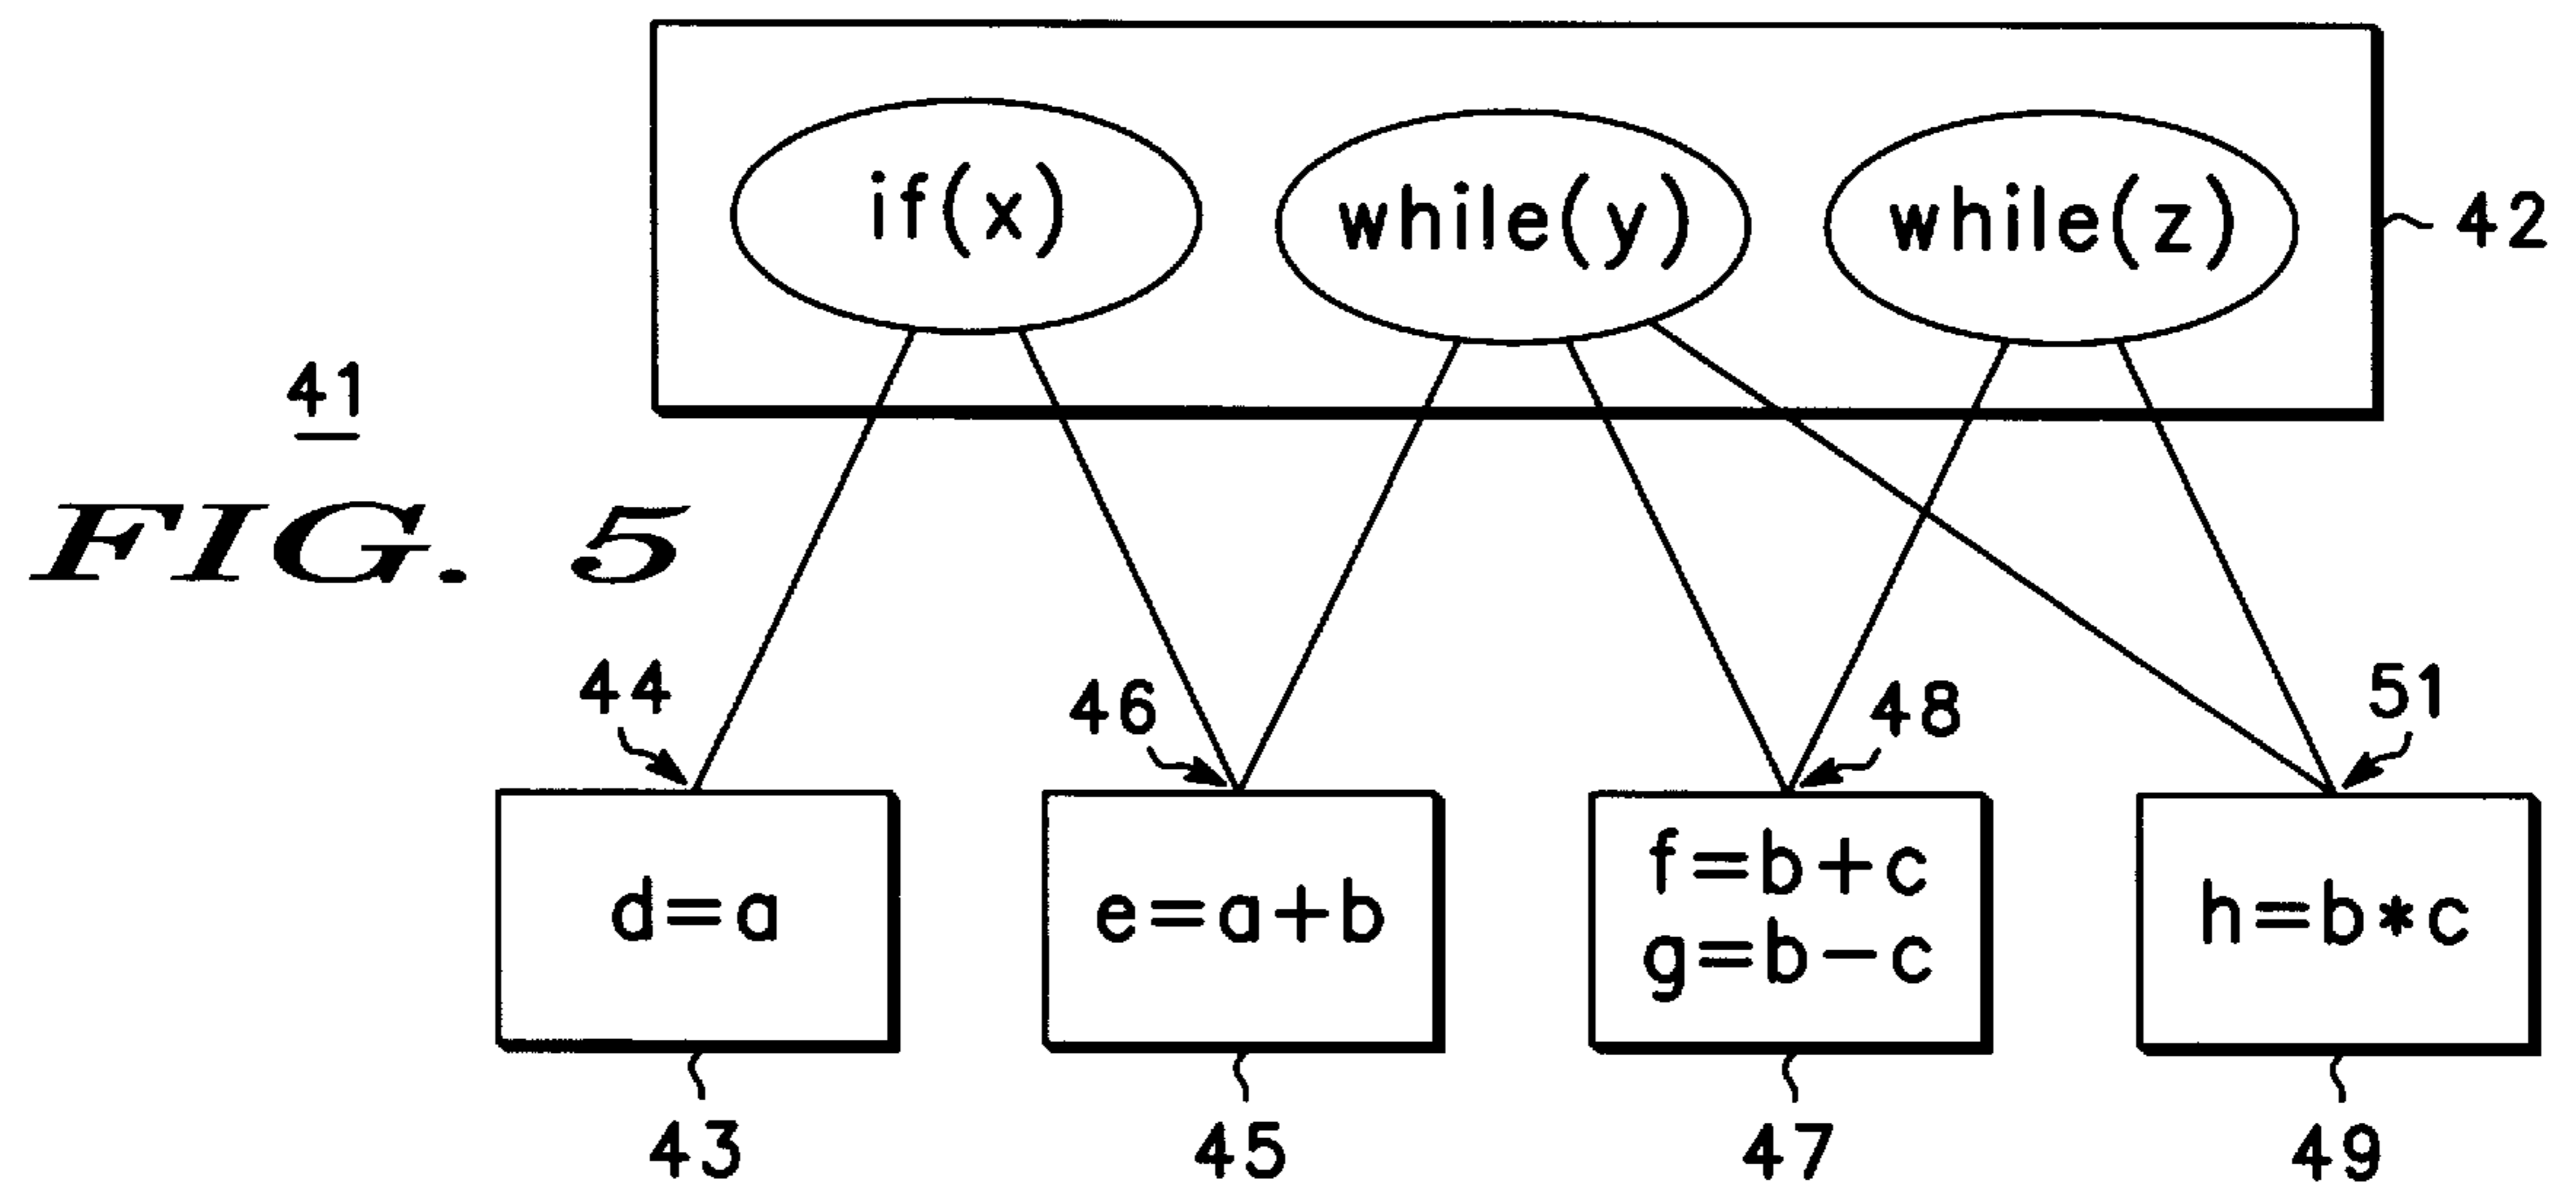 if(x)
while(y)
while(z)
42
41
FIG. 5
44
46
48
51
d=a
e=a+b
f=b+c
g=b-c
h=b*c
43
45
47
49